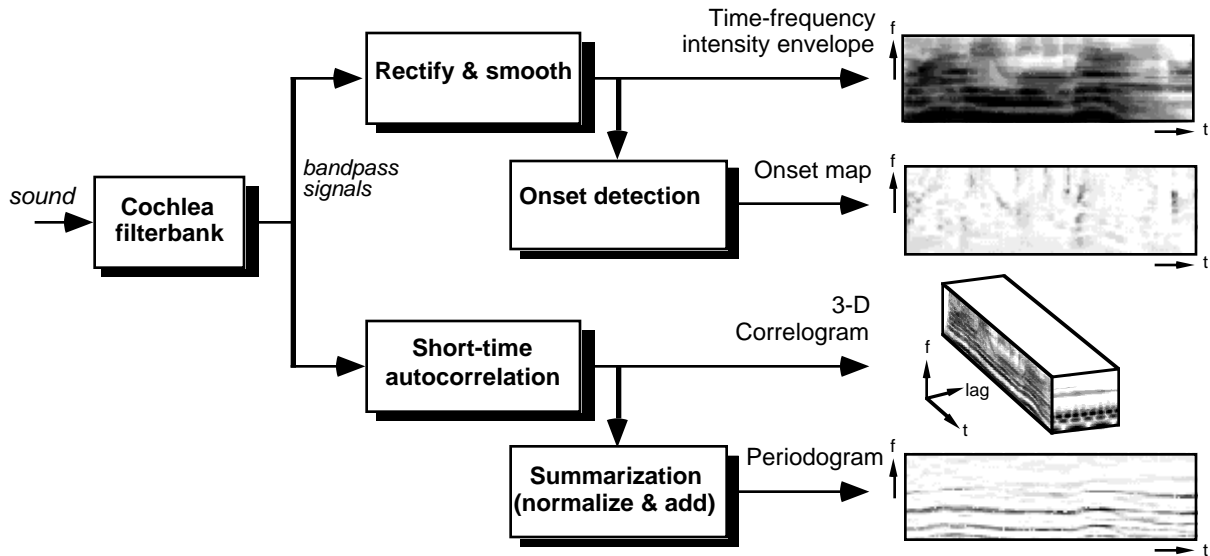 sound
Cochlea
filterbank
bandpass
signals
Rectify & smooth
Time-frequency
intensity envelope
f
t
Onset detection
Onset map
f
t
Short-time
autocorrelation
3-D
Correlogram
f
lag
t
Summarization
(normalize & add)
Periodogram
f
t